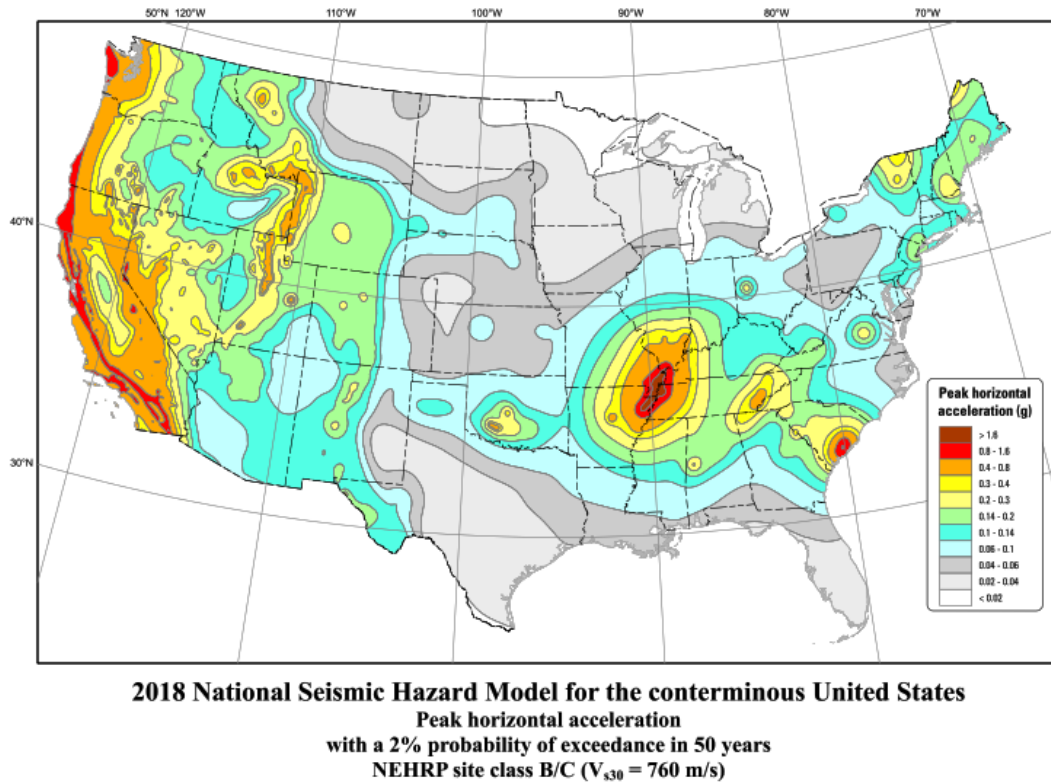 50°N 120°W 110°W 100°W 90°W 80°W 70°W
40°N
30°N
Peak horizontal
acceleration (g)
> 1.6
0.8 - 1.6
0.4 - 0.8
0.3 - 0.4
0.2 - 0.3
0.14 - 0.2
0.1 - 0.14
0.06 - 0.1
0.04 - 0.06
0.02 - 0.04
< 0.02
2018 National Seismic Hazard Model for the conterminous United States
Peak horizontal acceleration
with a 2% probability of exceedance in 50 years
NEHRP site class B/C (Vs30 = 760 m/s)